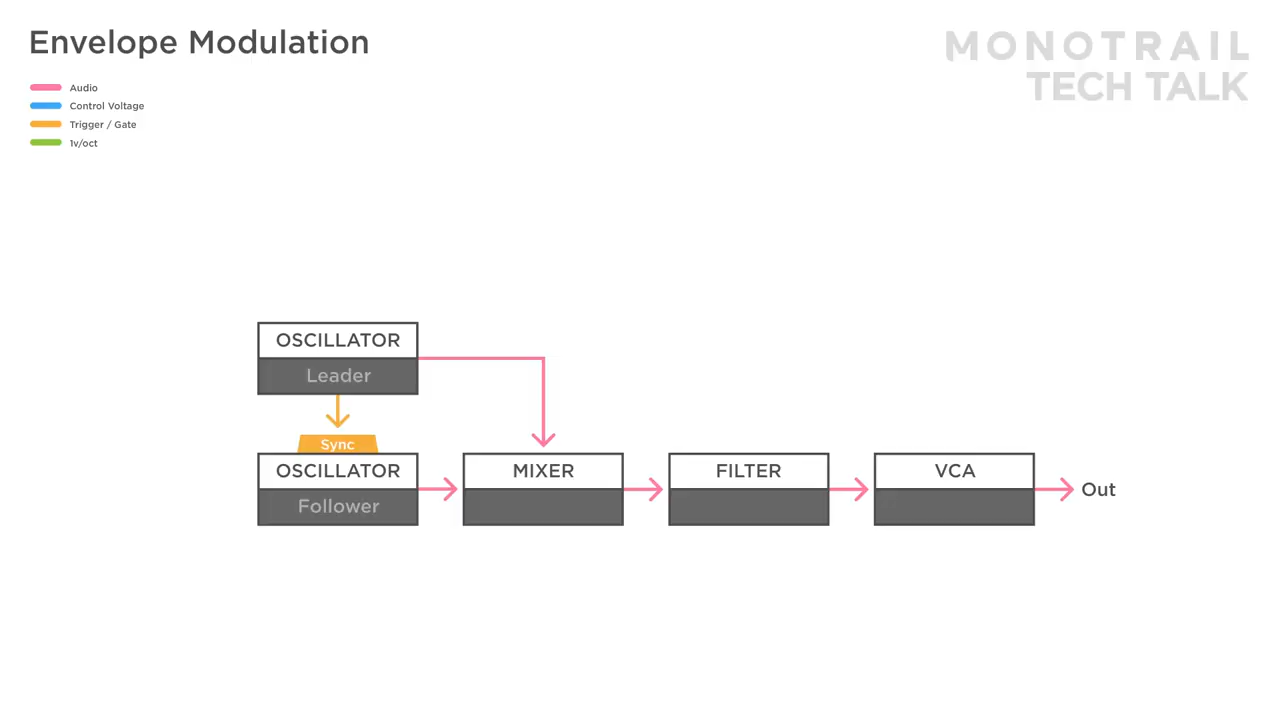 Envelope Modulation
MONOTRAIL
TECH TALK
Audio
Control Voltage
Trigger / Gate
1v/oct
OSCILLATOR
Leader
Sync
OSCILLATOR
Follower
MIXER
FILTER
VCA
Out